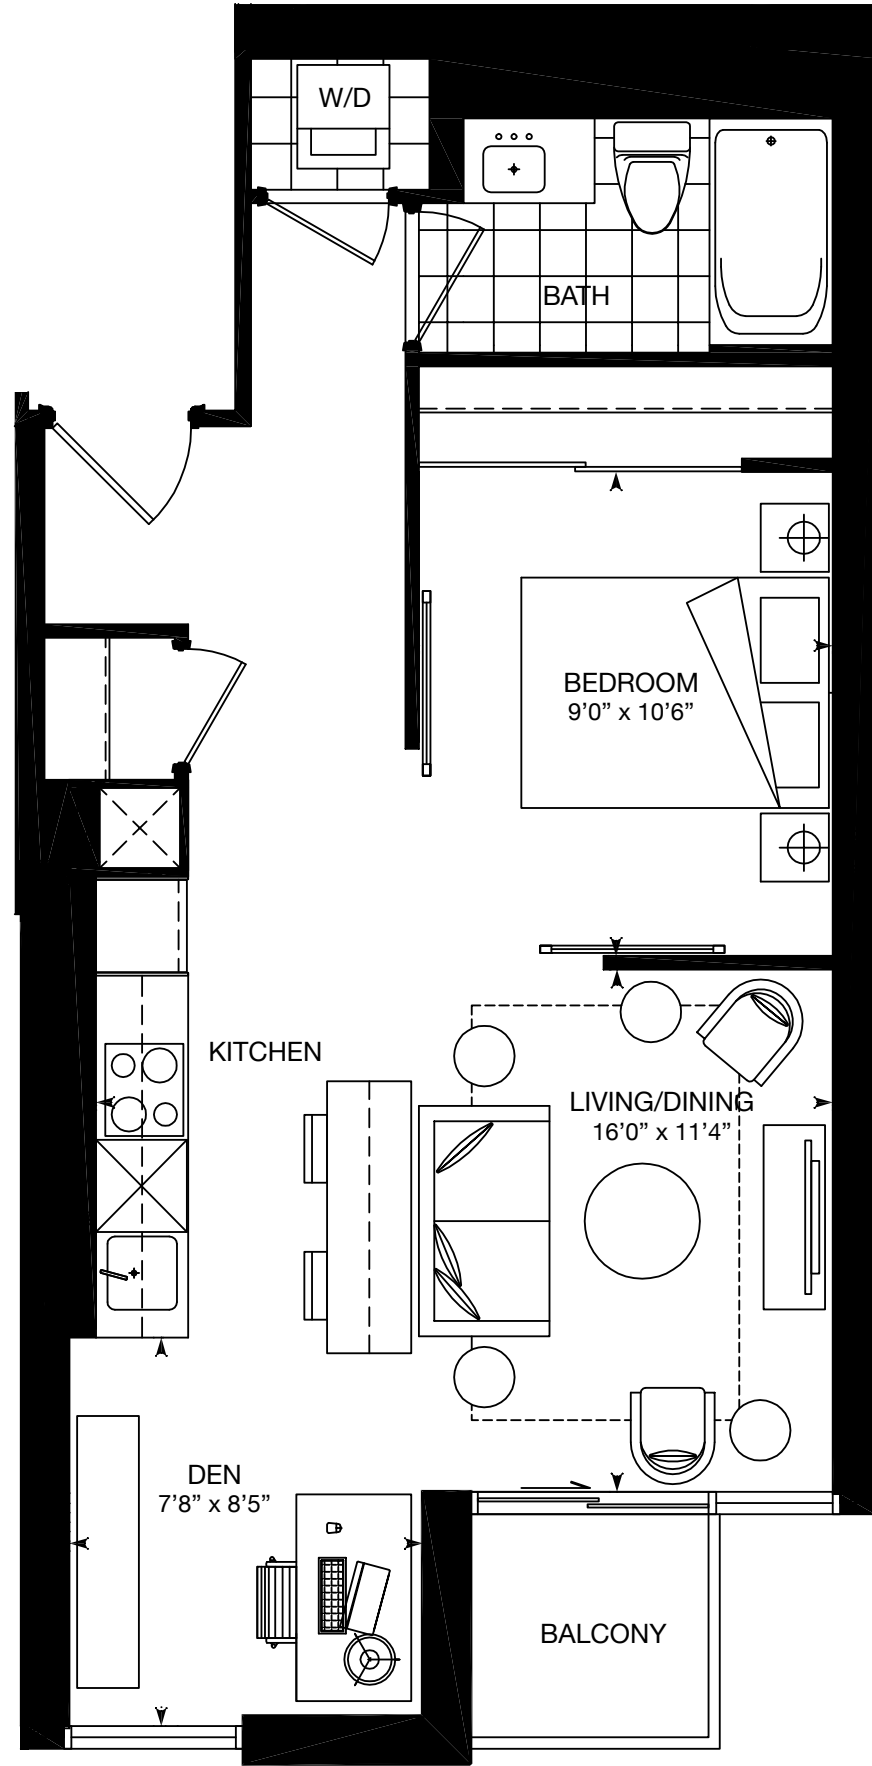 W/D
BATH
BEDROOM
9’0” x 10’6”
KITCHEN
LIVING/DINING
16’0” x 11’4”
DEN
7’8” x 8’5”
BALCONY